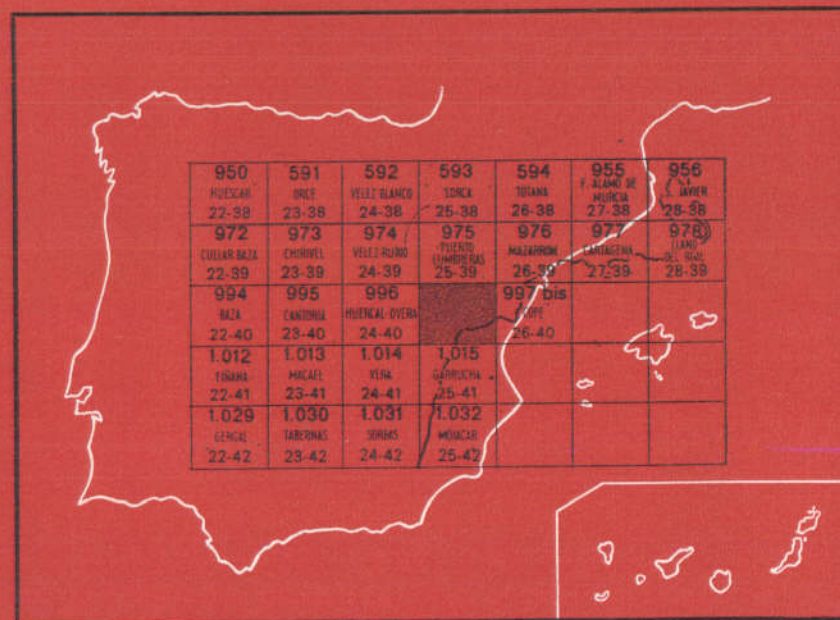 950 591 592 593 594 955 956
HUESCAR ORCE VELEZ BLANCO LORCA TOTANA F. ALAMO DE MURCIA S. JAVIER
22-38 23-38 24-38 25-38 26-38 27-38 28-38
972 973 974 975 976 977 978
CULLAR BAZA CHIRIVEL VELEZ RUBIO PUERTO LUMBRERAS MAZARRON CARTAGENA LLANO DEL BEAL
22-39 23-39 24-39 25-39 26-39 27-39 28-39
994 995 996 997 bis
BAZA CANTORIA HUERCAL-OVERA COPE
22-40 23-40 24-40 26-40
1.012 1.013 1.014 1.015
FIÑANA MACAEL VERA GARRUCHA
22-41 23-41 24-41 25-41
1.029 1.030 1.031 1.032
GERGAL TABERNAS SORBAS MOJACAR
22-42 23-42 24-42 25-42